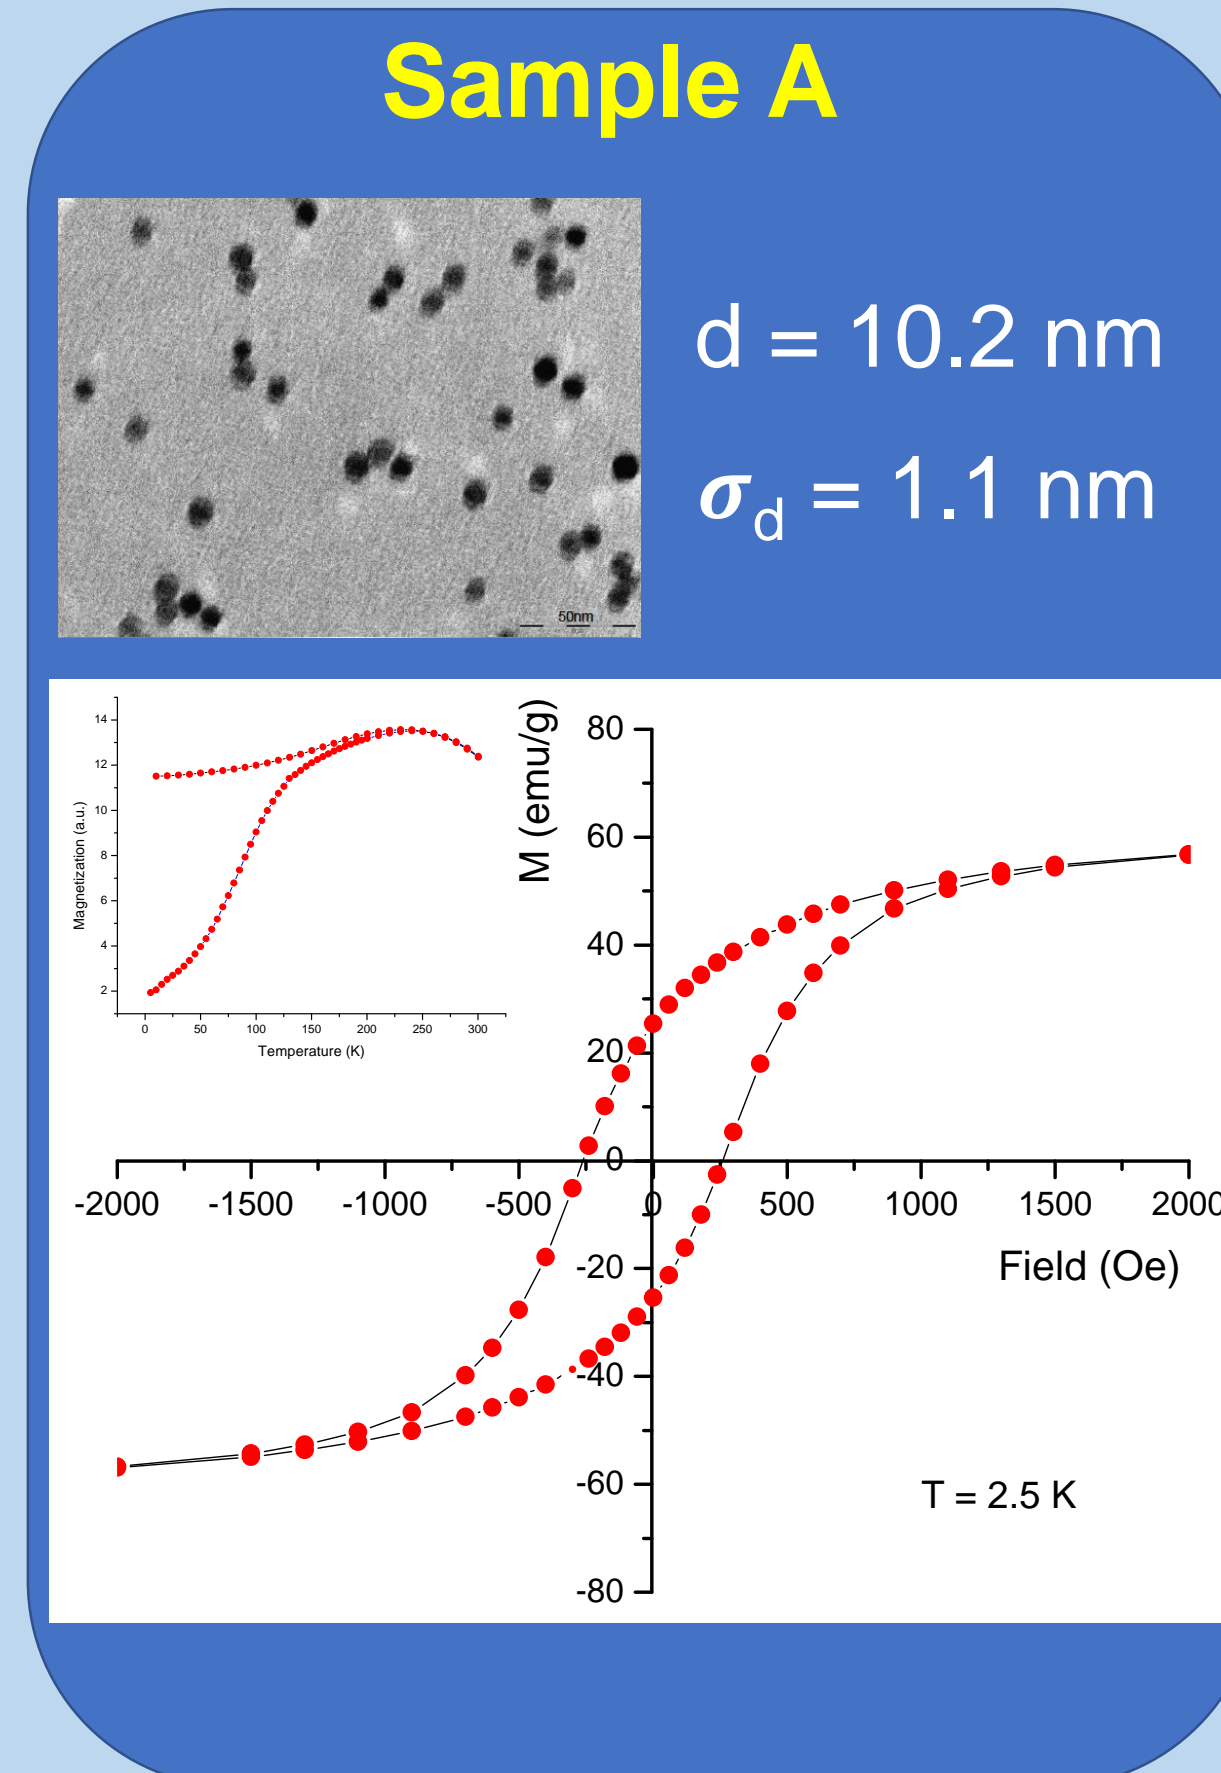 Sample A
d = 10.2 nm
σd = 1.1 nm
50nm
14
12
10
8
6
4
2
Magnetization (a.u.)
0 50 100 150 200 250 300
Temperature (K)
M (emu/g)
80
60
40
20
0
-2000 -1500 -1000 -500 0 500 1000 1500 2000
Field (Oe)
-20
-40
-60
-80
T = 2.5 K